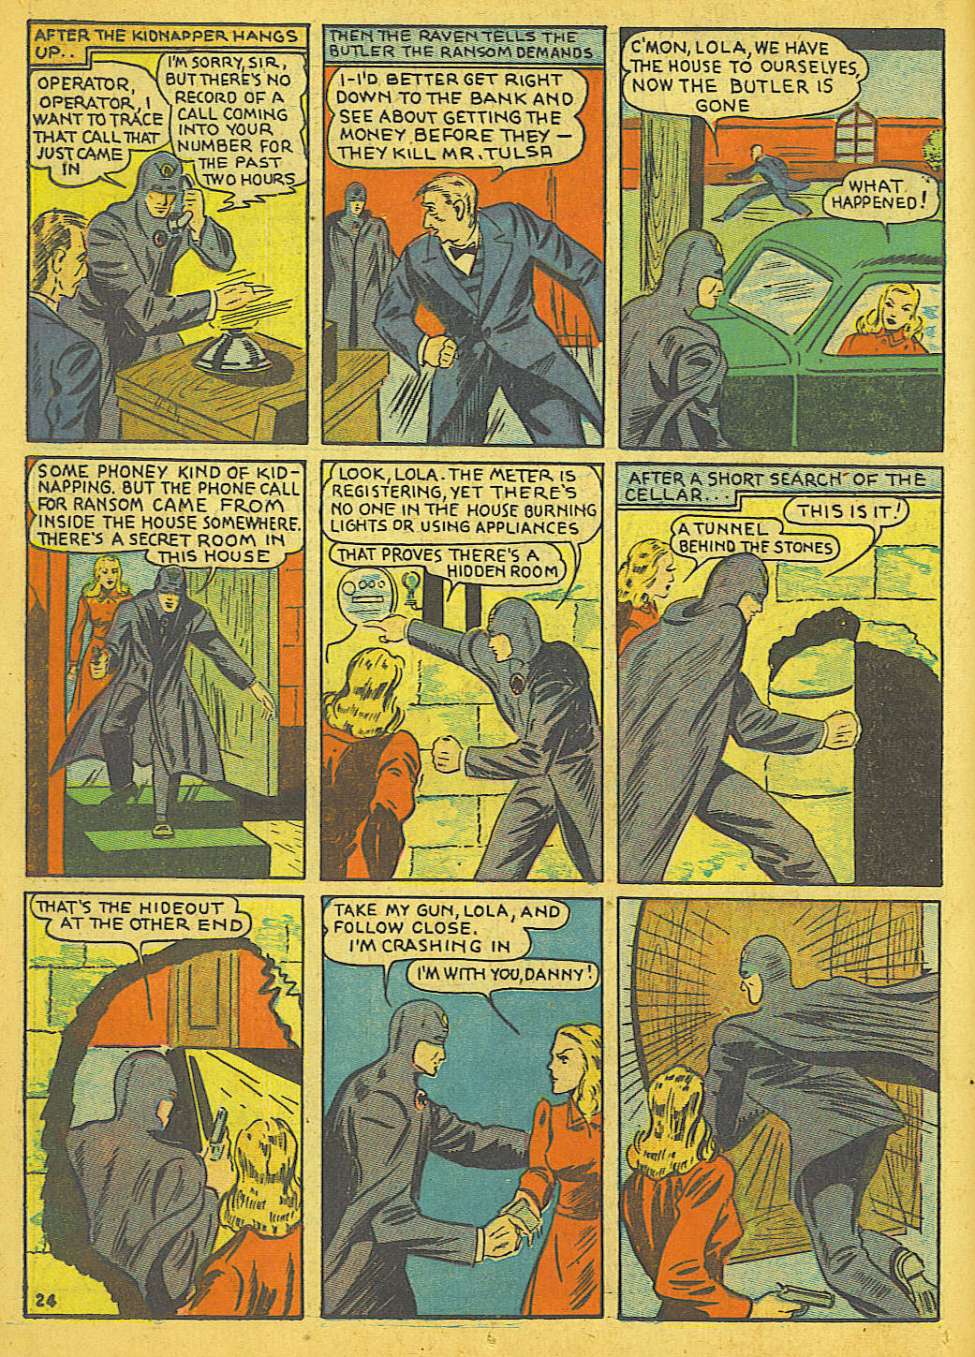 AFTER THE KIDNAPPER HANGS
UP..
OPERATOR,
OPERATOR, I
WANT TO TRACE
THAT CALL THAT
JUST CAME
IN
I'M SORRY, SIR,
BUT THERE'S NO
RECORD OF A
CALL COMING
INTO YOUR
NUMBER FOR
THE PAST
TWO HOURS
THEN THE RAVEN TELLS THE
BUTLER THE RANSOM DEMANDS
I-I'D BETTER GET RIGHT
DOWN TO THE BANK AND
SEE ABOUT GETTING THE
MONEY BEFORE THEY —
THEY KILL MR. TULSA
C'MON, LOLA, WE HAVE
THE HOUSE TO OURSELVES,
NOW THE BUTLER IS
GONE
WHAT
HAPPENED!
SOME PHONEY KIND OF KID-
NAPPING. BUT THE PHONE CALL
FOR RANSOM CAME FROM
INSIDE THE HOUSE SOMEWHERE.
THERE'S A SECRET ROOM IN
THIS HOUSE
LOOK, LOLA. THE METER IS
REGISTERING, YET THERE'S
NO ONE IN THE HOUSE BURNING
LIGHTS OR USING APPLIANCES
THAT PROVES THERE'S A
HIDDEN ROOM
AFTER A SHORT SEARCH OF THE
CELLAR...
THIS IS IT!
A TUNNEL
BEHIND THE STONES
THAT'S THE HIDEOUT
AT THE OTHER END
TAKE MY GUN, LOLA, AND
FOLLOW CLOSE.
I'M CRASHING IN
I'M WITH YOU, DANNY!
24